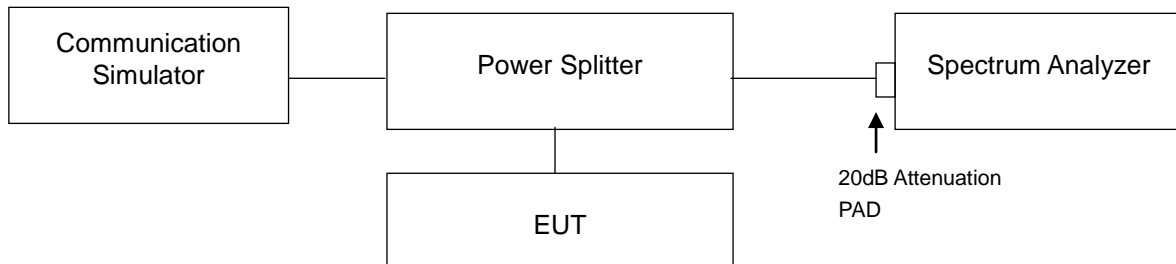 Communication
Simulator
Power Splitter
Spectrum Analyzer
20dB Attenuation
PAD
EUT